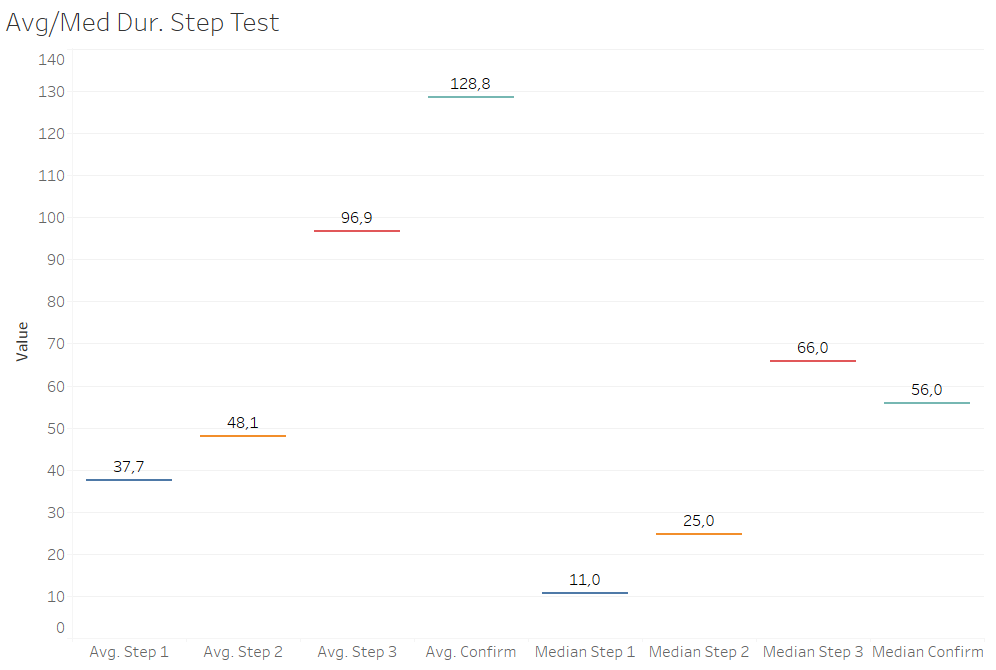 Avg/Med Dur. Step Test
140
130
120
110
100
90
80
70
60
50
40
30
20
10
0
Value
37,7
48,1
96,9
128,8
11,0
25,0
66,0
56,0
Avg. Step 1
Avg. Step 2
Avg. Step 3
Avg. Confirm
Median Step 1
Median Step 2
Median Step 3
Median Confirm